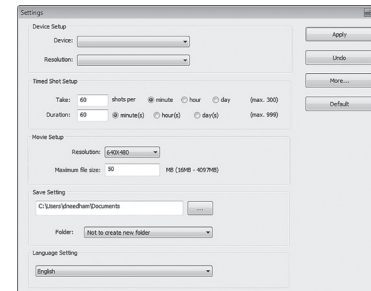 Settings
Device Setup
Device:
Resolution:
Timed Shot Setup
Take: 60 shots per minute hour day (max. 300)
Duration: 60 minute(s) hour(s) day(s) (max. 999)
Movie Setup
Resolution: 640X480
Maximum file size: 50 MB (16MB - 4097MB)
Save Setting
C:\Users\dneedham\Documents ...
Folder: Not to create new folder
Language Setting
English
Apply
Undo
More...
Default